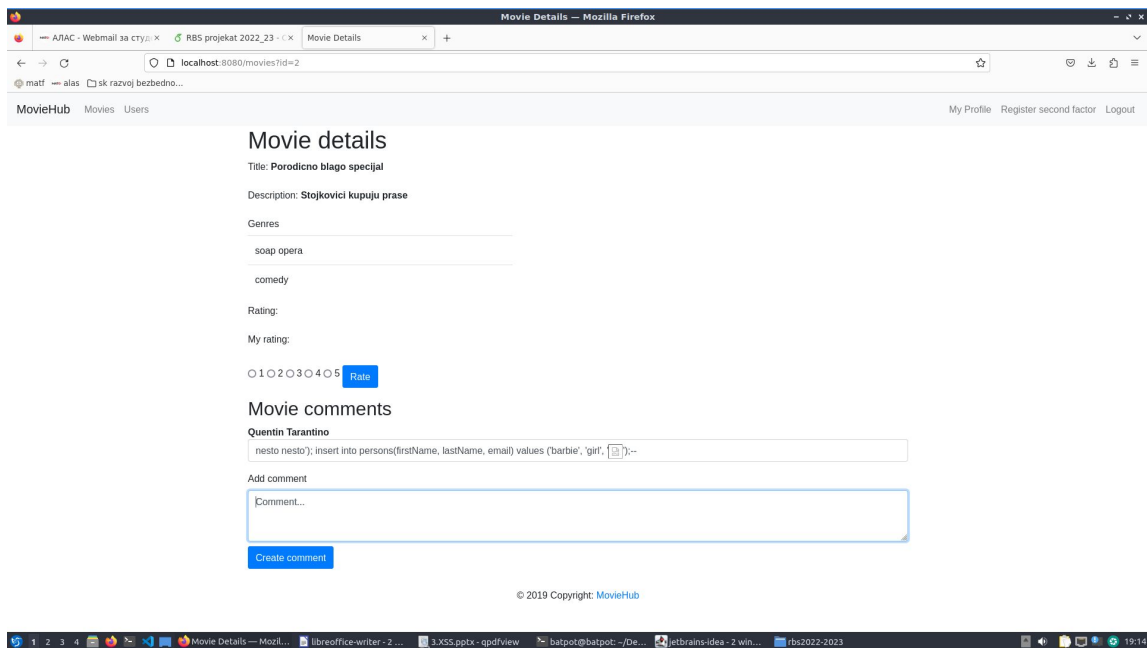 Movie Details — Mozilla Firefox
АЛАС - Webmail за студ
RBS projekat 2022_23 - C
Movie Details
localhost:8080/movies?id=2
matf
alas
sk razvoj bezbedno...
MovieHub Movies Users
My Profile Register second factor Logout
Movie details
Title: Porodicno blago specijal
Description: Stojkovici kupuju prase
Genres
soap opera
comedy
Rating:
My rating:
1 2 3 4 5 Rate
Movie comments
Quentin Tarantino
nesto nesto'); insert into persons(firstName, lastName, email) values ('barbie', 'girl', '');--
Add comment
Comment...
Create comment
© 2019 Copyright: MovieHub
1 2 3 4 Movie Details — Mozil... libreoffice-writer - 2 ... 3.XSS.pptx - qpdfview batpot@batpot: ~/De... jetbrains-idea - 2 win... rbs2022-2023 19:14